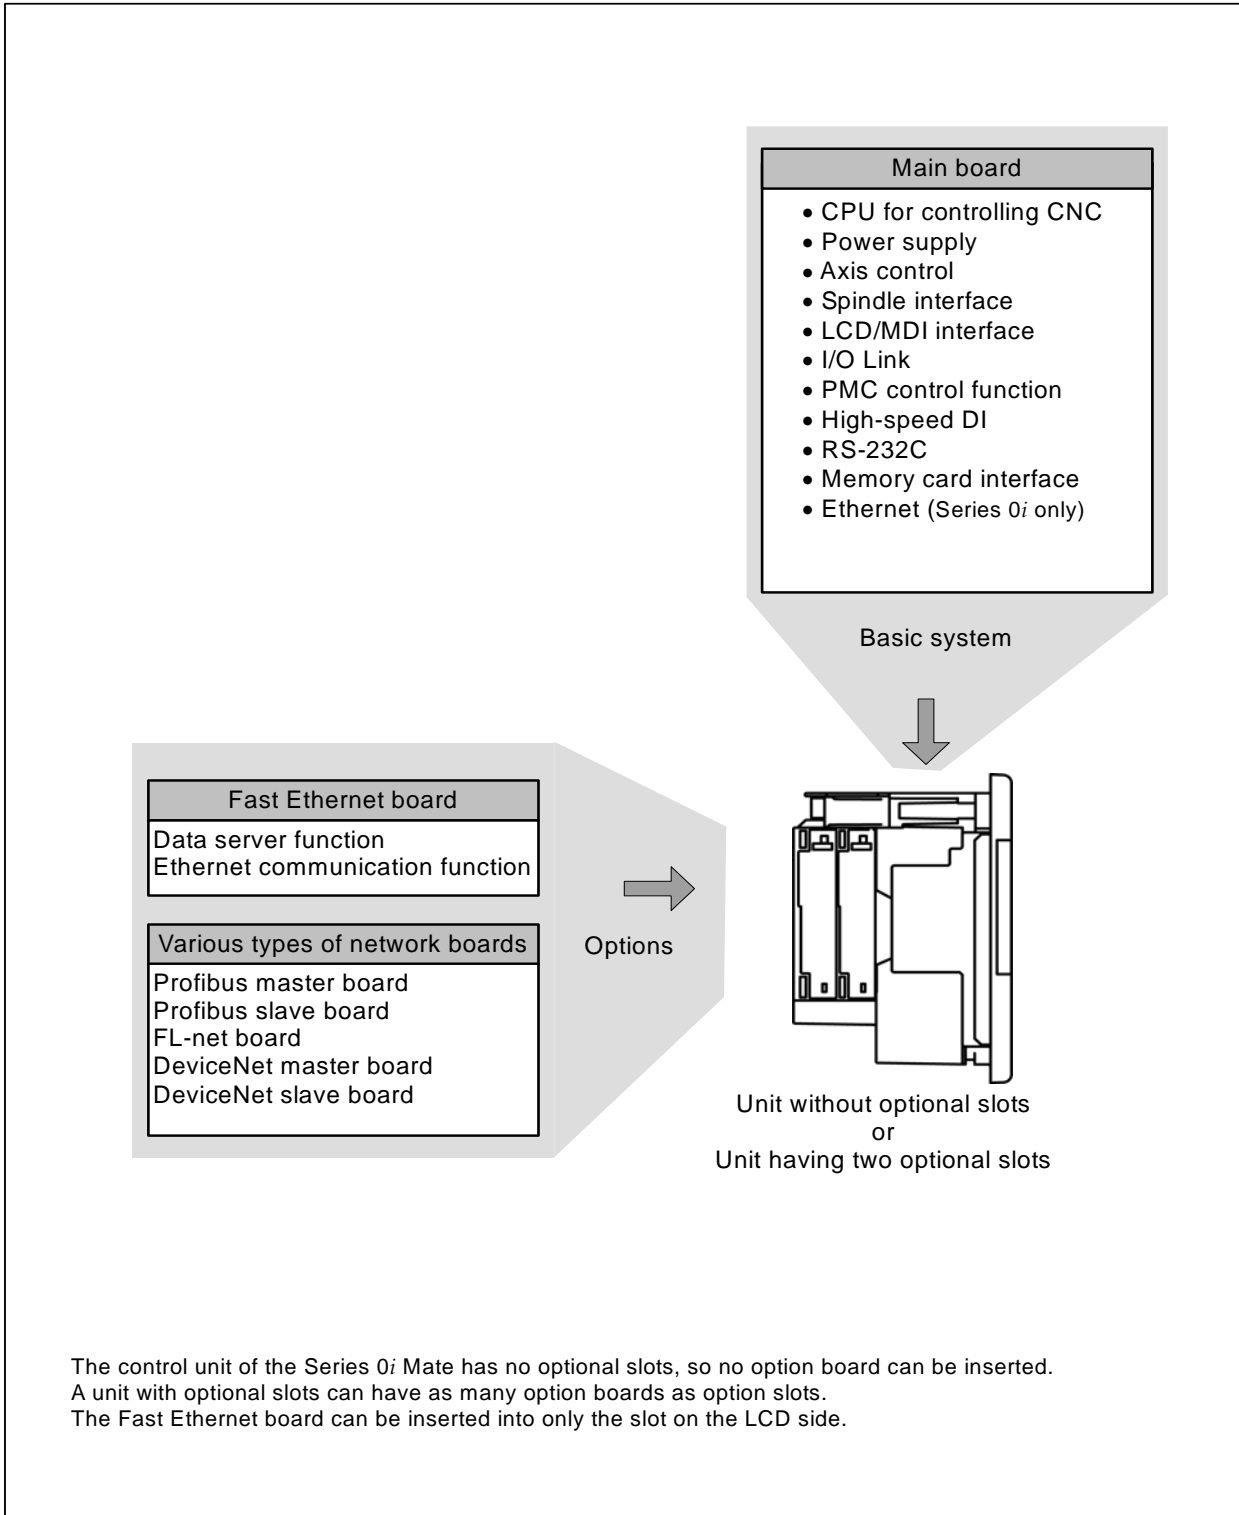 Main board
• CPU for controlling CNC
• Power supply
• Axis control
• Spindle interface
• LCD/MDI interface
• I/O Link
• PMC control function
• High-speed DI
• RS-232C
• Memory card interface
• Ethernet (Series 0i only)
Basic system
Fast Ethernet board
Data server function
Ethernet communication function
Various types of network boards
Profibus master board
Profibus slave board
FL-net board
DeviceNet master board
DeviceNet slave board
Options
Unit without optional slots
or
Unit having two optional slots
The control unit of the Series 0i Mate has no optional slots, so no option board can be inserted.
A unit with optional slots can have as many option boards as option slots.
The Fast Ethernet board can be inserted into only the slot on the LCD side.